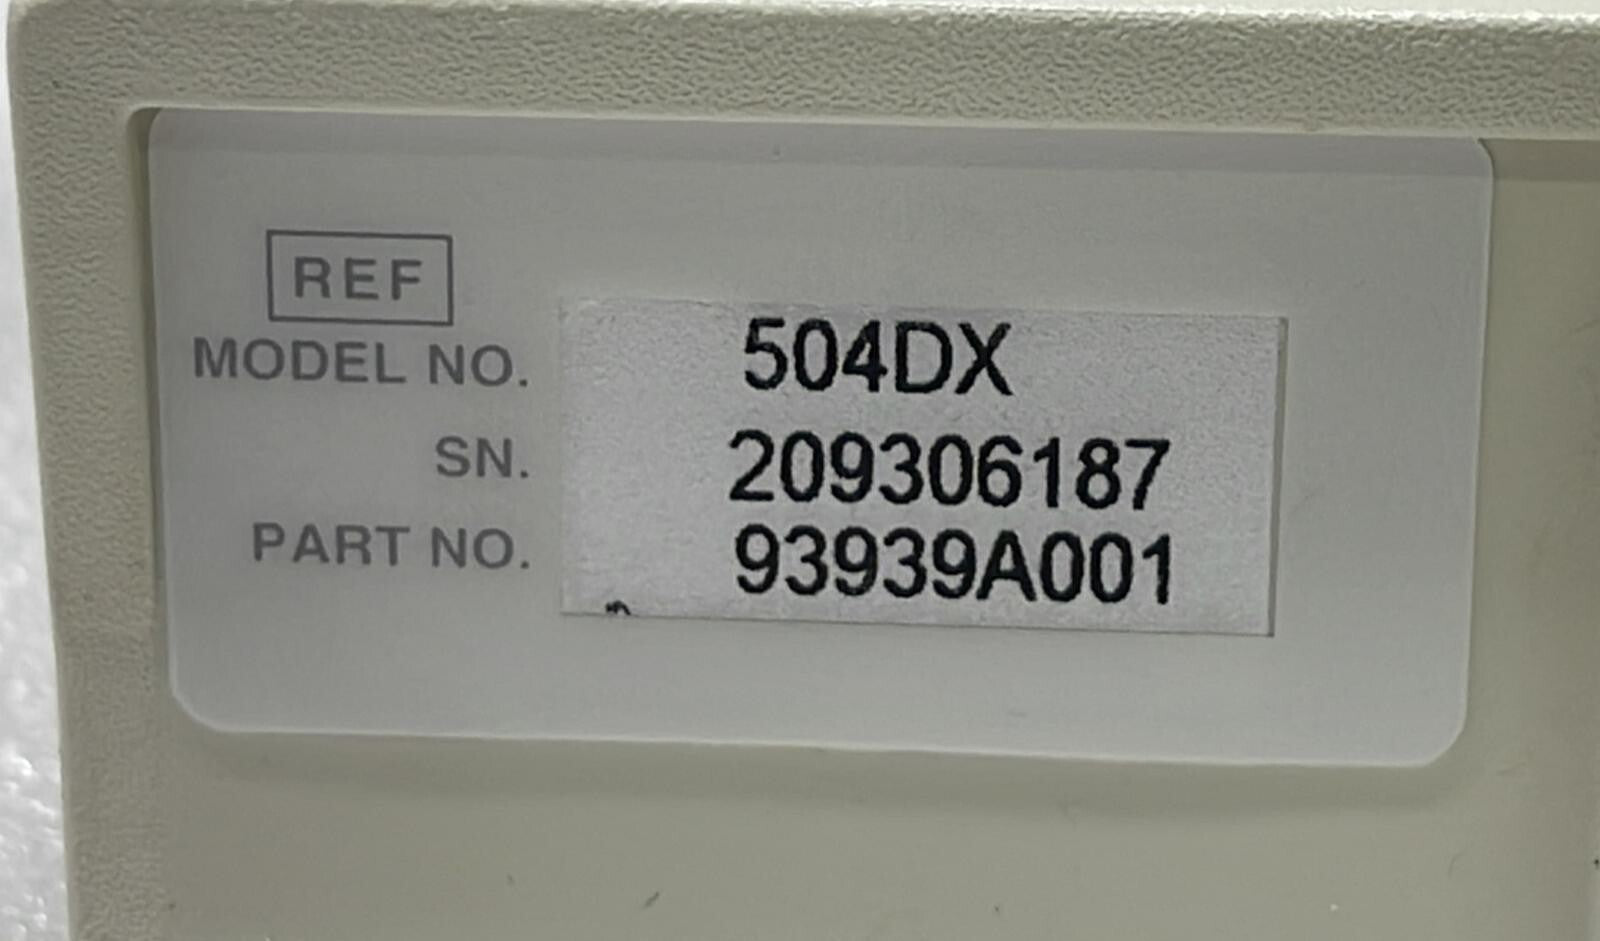 REF
MODEL NO. 504DX
SN. 209306187
PART NO. 93939A001